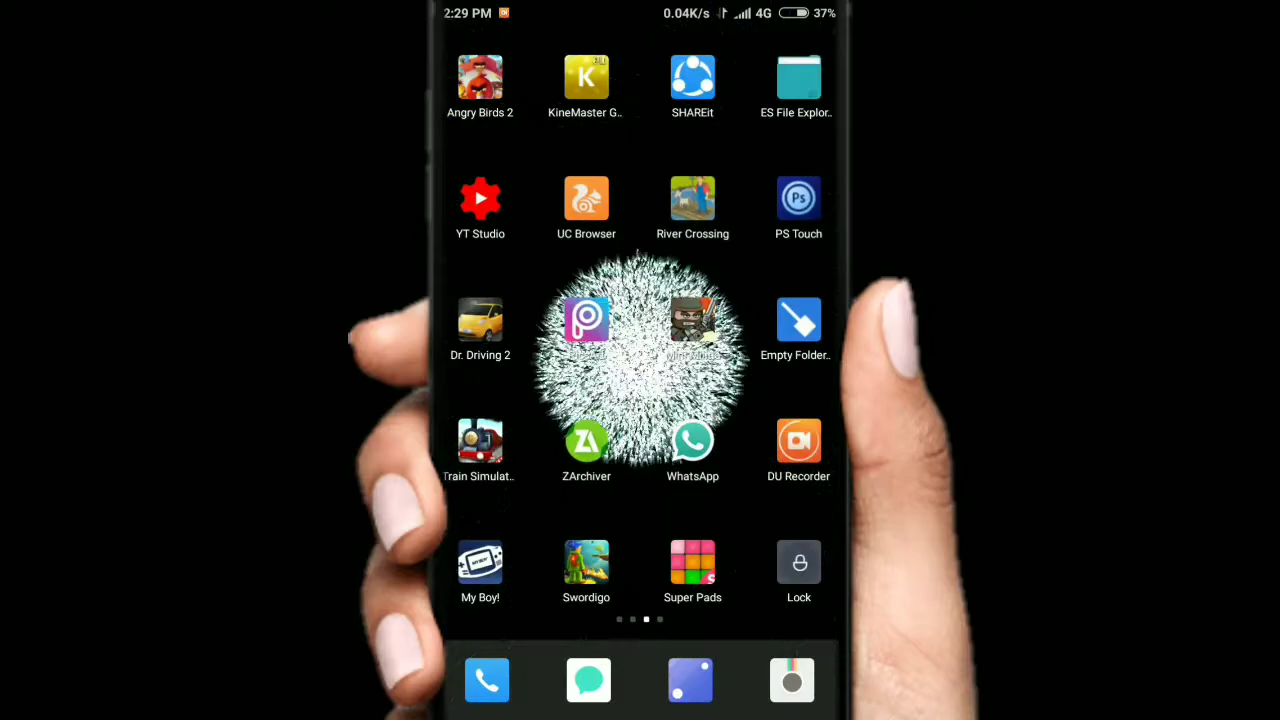 2:29 PM 0.04K/s 4G 37%
Angry Birds 2 KineMaster G.. SHAREit ES File Explor..
YT Studio UC Browser River Crossing PS Touch
Dr. Driving 2 Empty Folder..
Train Simulat.. ZArchiver WhatsApp DU Recorder
My Boy! Swordigo Super Pads Lock